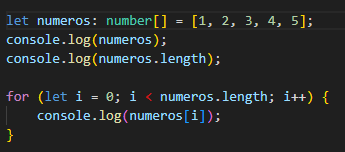 let numeros: number[] = [1, 2, 3, 4, 5];
console.log(numeros);
console.log(numeros.length);

for (let i = 0; i < numeros.length; i++) {
    console.log(numeros[i]);
}